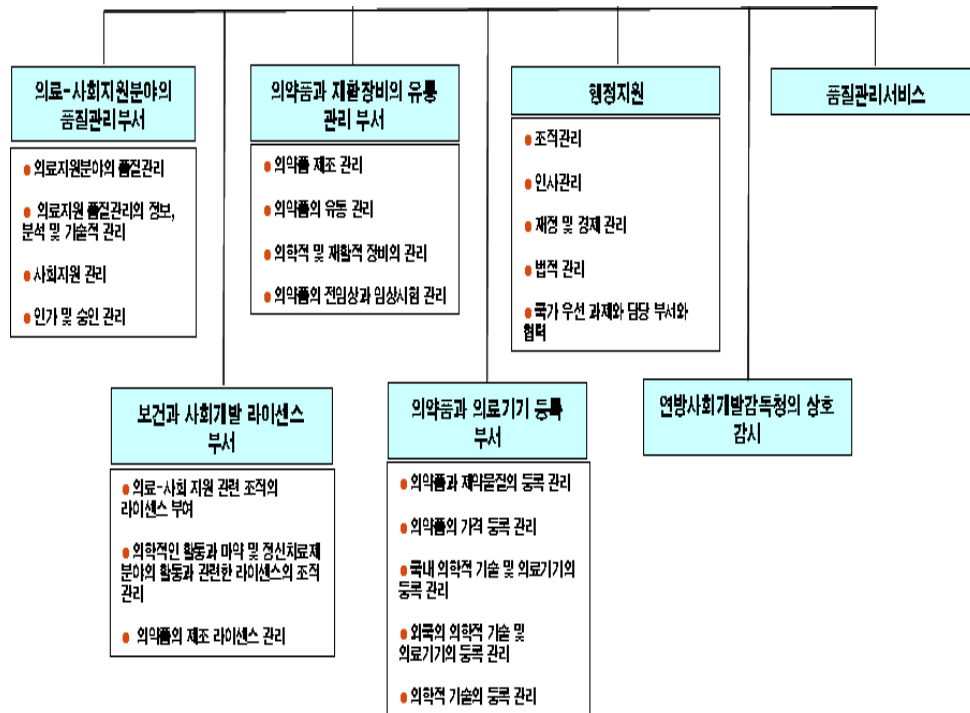 의료-사회지원분야의
품질관리부서
● 의료지원분야의 품질관리
● 의료지원 품질관리의 정보,
분석 및 기술적 관리
● 사회지원 관리
● 인가 및 승인 관리
의약품과 재활장비의 유통
관리 부서
● 의약품 제조 관리
● 의약품의 유통 관리
● 의학적 및 재활적 장비의 관리
● 의약품의 전임상과 임상시험 관리
행정지원
● 조직관리
● 인사관리
● 재정 및 경제 관리
● 법적 관리
● 국가 우선 과제와 담당 부서와
협력
품질관리서비스
보건과 사회개발 라이센스
부서
● 의료-사회 지원 관련 조직의
라이센스 부여
● 의학적인 활동과 마약 및 정신치료제
분야의 활동과 관련한 라이센스의 조직
관리
● 의약품의 제조 라이센스 관리
의약품과 의료기기 등록
부서
● 의약품과 제약물질의 등록 관리
● 의약품의 가격 등록 관리
● 국내 의학적 기술 및 의료기기의
등록 관리
● 외국의 의학적 기술 및
의료기기의 등록 관리
● 의학적 기술의 등록 관리
연방사회개발감독청의 상호
감시